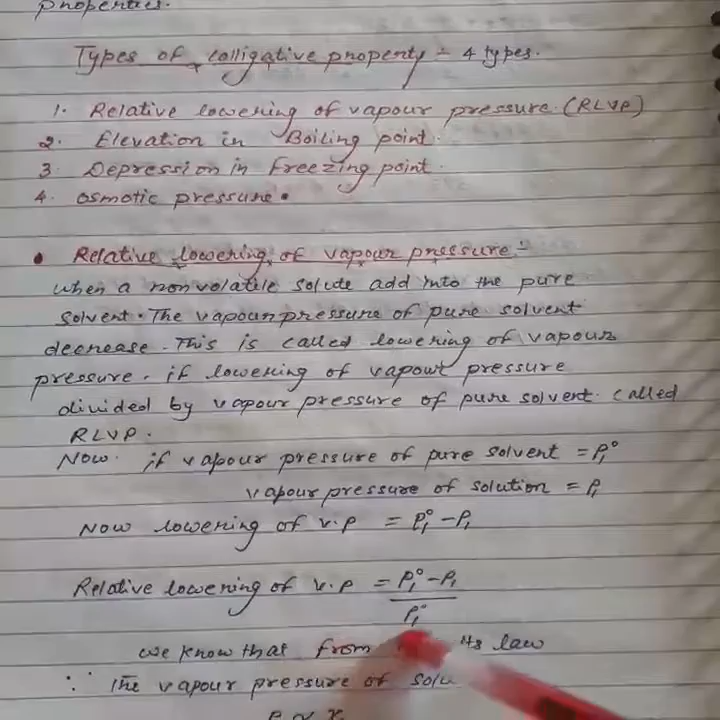 properties.
Types of colligative property - 4 types.
1. Relative lowering of vapour pressure (RLVP)
2. Elevation in Boiling point.
3. Depression in Freezing point.
4. osmotic pressure.
• Relative lowering of vapour pressure :-
when a nonvolatile solute add into the pure
solvent. The vapour pressure of pure solvent
decrease. This is called lowering of vapour
pressure. if lowering of vapour pressure
divided by vapour pressure of pure solvent. called
RLVP.
Now. if vapour pressure of pure solvent = P₁°
vapour pressure of solution = P₁
Now lowering of v.p = P₁° - P₁
Relative lowering of v.p = P₁° - P₁
P₁°
we know that from law
∵ The vapour pressure of